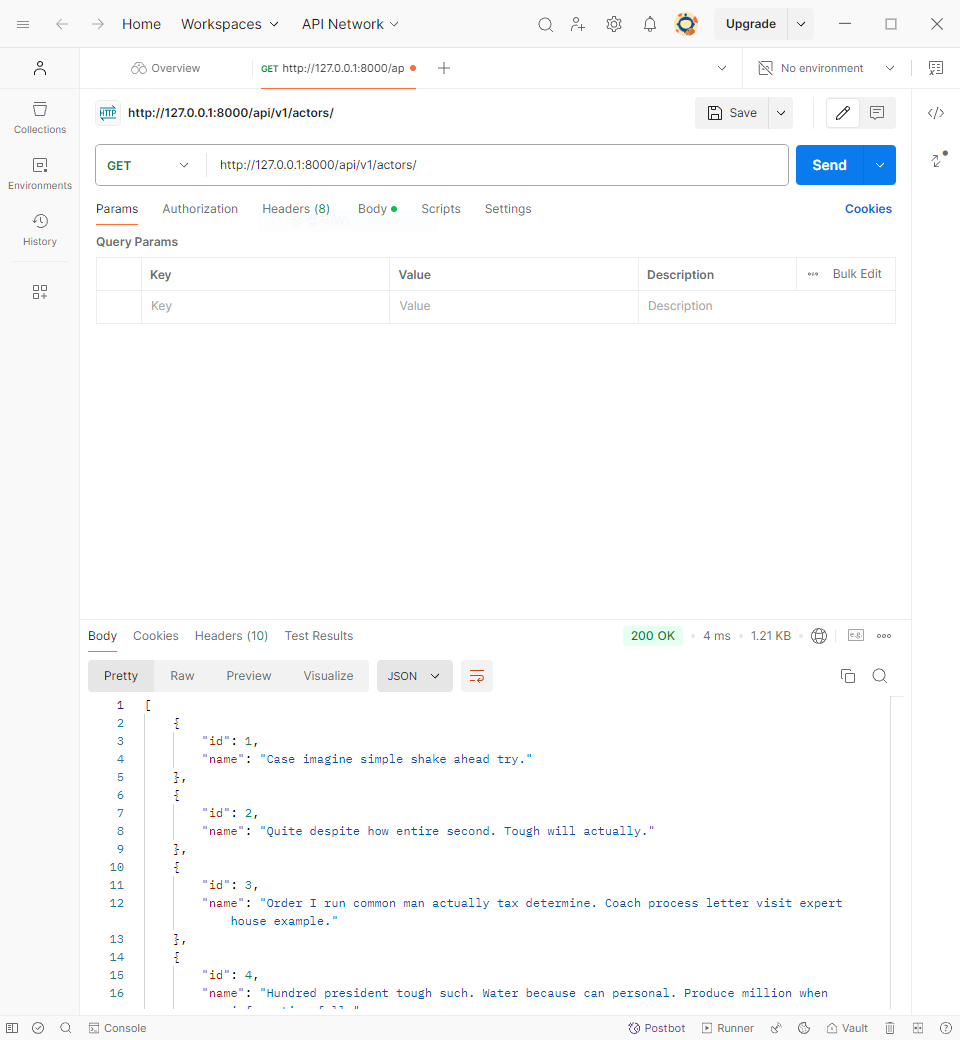 Home Workspaces API Network Upgrade
Overview GET http://127.0.0.1:8000/ap No environment
HTTP http://127.0.0.1:8000/api/v1/actors/ Save
Collections
Environments
History
GET http://127.0.0.1:8000/api/v1/actors/ Send
Params Authorization Headers (8) Body Scripts Settings Cookies
Query Params
Key Value Description Bulk Edit
Key Value Description
Body Cookies Headers (10) Test Results 200 OK 4 ms 1.21 KB e.g.
Pretty Raw Preview Visualize JSON
1 [
2 {
3 "id": 1,
4 "name": "Case imagine simple shake ahead try."
5 },
6 {
7 "id": 2,
8 "name": "Quite despite how entire second. Tough will actually."
9 },
10 {
11 "id": 3,
12 "name": "Order I run common man actually tax determine. Coach process letter visit expert
house example."
13 },
14 {
15 "id": 4,
16 "name": "Hundred president tough such. Water because can personal. Produce million when
Console Postbot Runner Vault